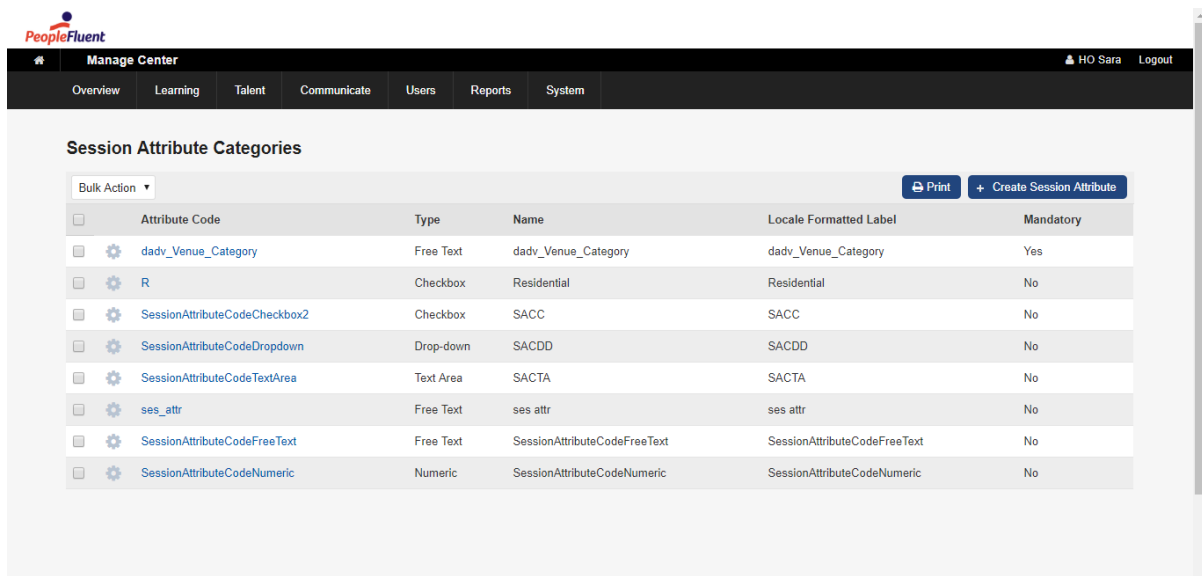 PeopleFluent
Manage Center HO Sara Logout
Overview Learning Talent Communicate Users Reports System
Session Attribute Categories
Bulk Action Print + Create Session Attribute
Attribute Code Type Name Locale Formatted Label Mandatory
dadv_Venue_Category Free Text dadv_Venue_Category dadv_Venue_Category Yes
R Checkbox Residential Residential No
SessionAttributeCodeCheckbox2 Checkbox SACC SACC No
SessionAttributeCodeDropdown Drop-down SACDD SACDD No
SessionAttributeCodeTextArea Text Area SACTA SACTA No
ses_attr Free Text ses attr ses attr No
SessionAttributeCodeFreeText Free Text SessionAttributeCodeFreeText SessionAttributeCodeFreeText No
SessionAttributeCodeNumeric Numeric SessionAttributeCodeNumeric SessionAttributeCodeNumeric No